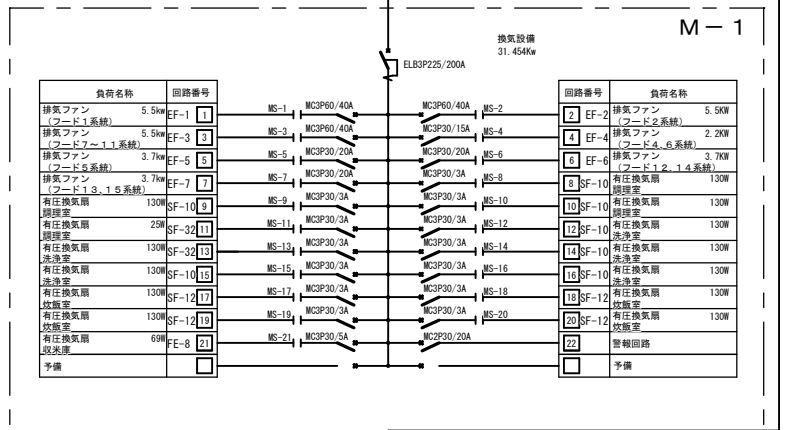 M－1
換気設備
31.454Kw
ELB3P225/200A
負荷名称 回路番号 回路番号 負荷名称
排気ファン 5.5kw EF-1 1 MS-1 MC3P60/40A MC3P60/40A MS-2 2 EF-2 排気ファン 5.5KW
（フード１系統） （フード２系統）
排気ファン 5.5kw EF-3 3 MS-3 MC3P60/40A MC3P30/15A MS-4 4 EF-4 排気ファン 2.2KW
（フード７～１１系統） （フード４、６系統）
排気ファン 3.7kw EF-5 5 MS-5 MC3P30/20A MC3P30/20A MS-6 6 EF-6 排気ファン 3.7KW
（フード５系統） （フード１２、１４系統）
排気ファン 3.7kw EF-7 7 MS-7 MC3P30/20A MC3P30/3A MS-8 8 SF-10 有圧換気扇 130W
（フード１３、１５系統） 調理室
有圧換気扇 130W SF-10 9 MS-9 MC3P30/3A MC3P30/3A MS-10 10 SF-10 有圧換気扇 130W
調理室 調理室
有圧換気扇 25W SF-32 11 MS-11 MC3P30/3A MC3P30/3A MS-12 12 SF-10 有圧換気扇 130W
調理室 洗浄室
有圧換気扇 130W SF-32 13 MS-13 MC3P30/3A MC3P30/3A MS-14 14 SF-10 有圧換気扇 130W
洗浄室 洗浄室
有圧換気扇 130W SF-10 15 MS-15 MC3P30/3A MC3P30/3A MS-16 16 SF-10 有圧換気扇 130W
洗浄室 洗浄室
有圧換気扇 130W SF-12 17 MS-17 MC3P30/3A MC3P30/3A MS-18 18 SF-12 有圧換気扇 130W
炊飯室 炊飯室
有圧換気扇 130W SF-12 19 MS-19 MC3P30/3A MC3P30/3A MS-20 20 SF-12 有圧換気扇 130W
炊飯室 炊飯室
有圧換気扇 69W FE-8 21 MS-21 MC3P30/5A MC2P30/20A 22 警報回路
収米庫
予備 予備